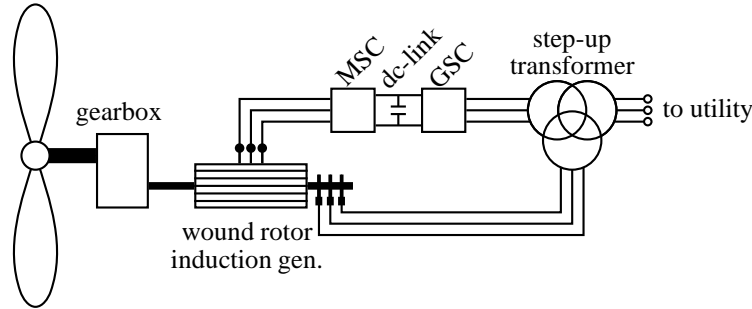 step-up
transformer
MSC
dc-link
GSC
gearbox
to utility
wound rotor
induction gen.